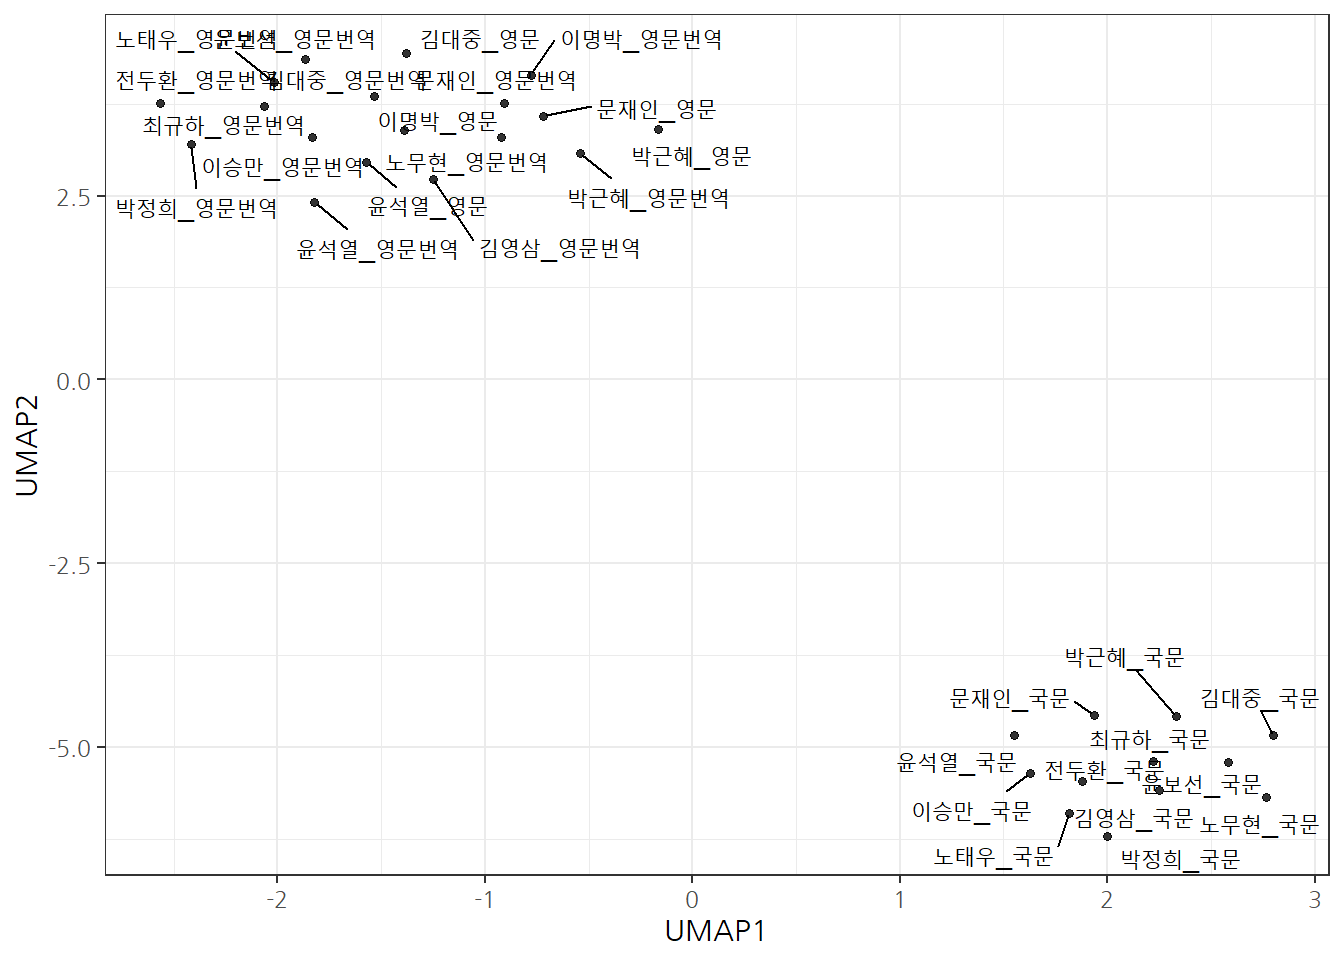 노태우_영문번역
윤보선_영문번역
김대중_영문
이명박_영문번역
전두환_영문번역
김대중_영문번역
문재인_영문번역
문재인_영문
최규하_영문번역
이명박_영문
박근혜_영문
이승만_영문번역
노무현_영문번역
박근혜_영문번역
박정희_영문번역
윤석열_영문
윤석열_영문번역
김영삼_영문번역
2.5
0.0
-2.5
-5.0
UMAP2
박근혜_국문
문재인_국문
김대중_국문
최규하_국문
윤석열_국문
전두환_국문
윤보선_국문
이승만_국문
김영삼_국문
노무현_국문
노태우_국문
박정희_국문
-2
-1
0
1
2
3
UMAP1